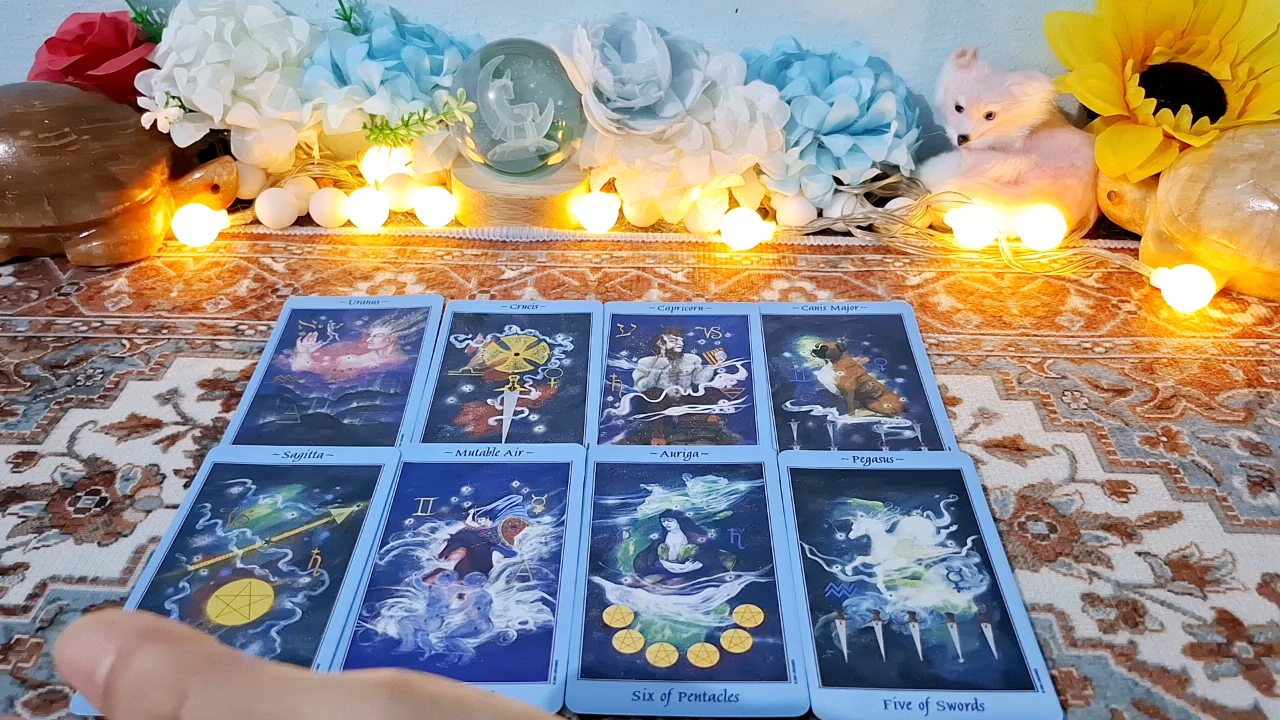 ~ Uranus ~
~ Crucis ~
~ Capricorn ~
~ Canis Major ~
~ Sagitta ~
~ Mutable Air ~
~ Auriga ~
~ Pegasus ~
Six of Pentacles
Five of Swords